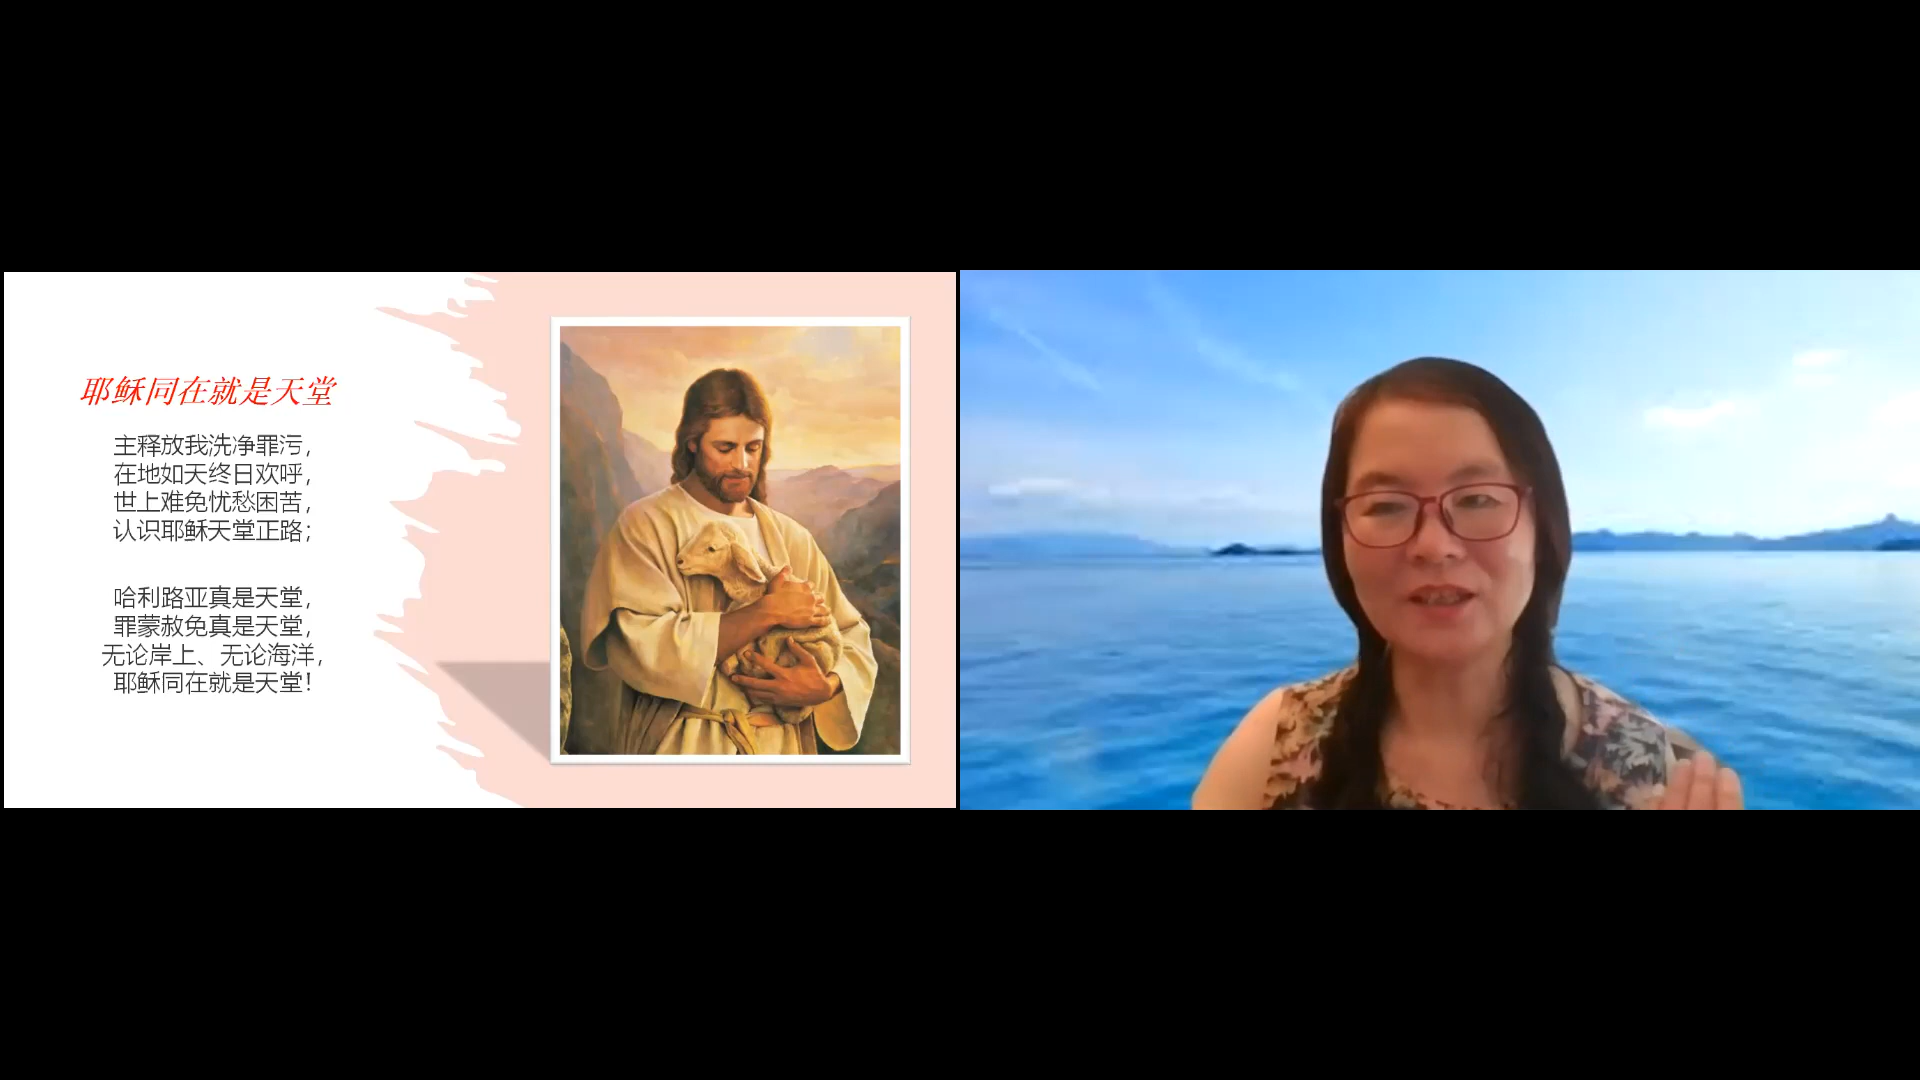 耶稣同在就是天堂
主释放我洗净罪污,
在地如天终日欢呼,
世上难免忧愁困苦,
认识耶稣天堂正路;
哈利路亚真是天堂,
罪蒙赦免真是天堂,
无论岸上、无论海洋,
耶稣同在就是天堂!